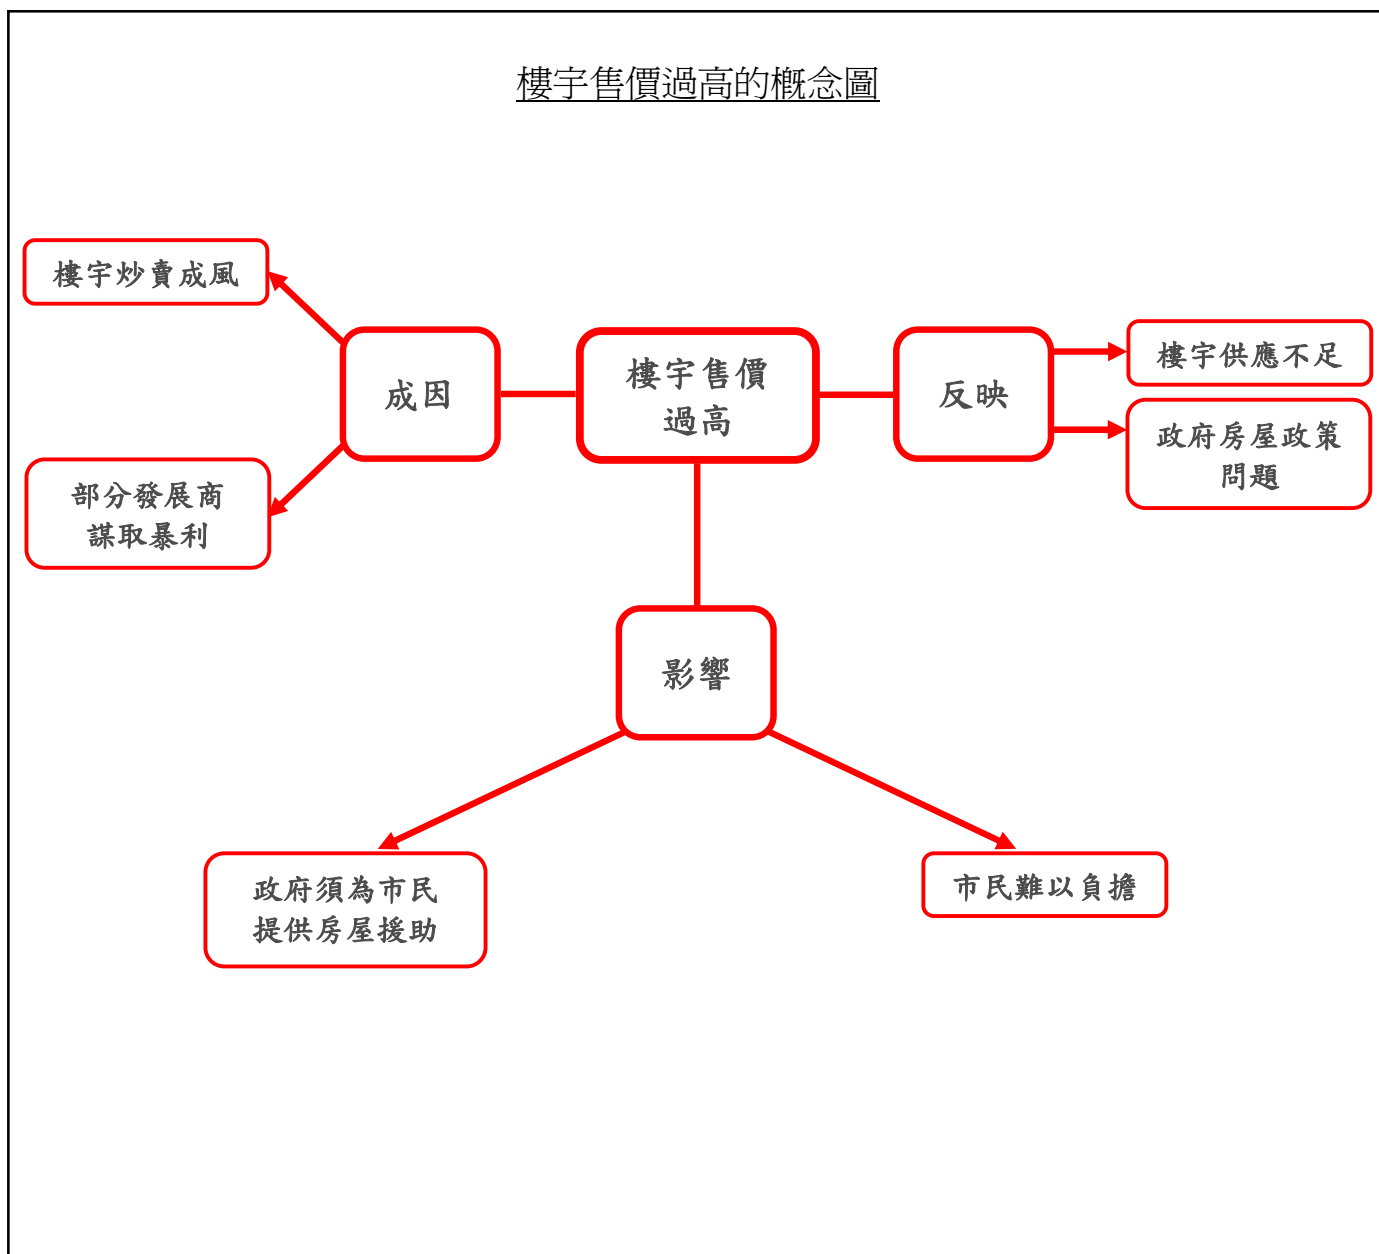 樓宇售價過高的概念圖
樓宇炒賣成風
部分發展商
謀取暴利
成因
樓宇售價
過高
反映
樓宇供應不足
政府房屋政策
問題
影響
政府須為市民
提供房屋援助
市民難以負擔